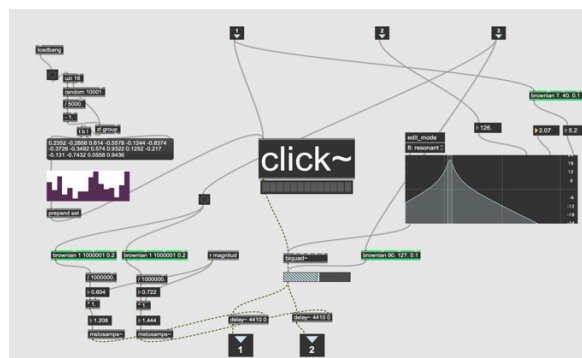 1
2
3
loadbang
uzi 16
random 10001
/ 5000.
- 1.
t b l
zl group
0.2352 -0.2856 0.614 -0.5578 -0.1244 -0.8374
-0.3726 -0.3492 0.574 0.9322 0.1252 -0.217
-0.131 -0.7432 0.0558 0.9436
prepend set
click~
brownian 7. 40. 0.1
126.
2.07
5.2
edit_mode
8: resonant
brownian 1 1000001 0.2
brownian 1 1000001 0.2
r magnitud
/ 1000000.
/ 1000000.
0.604
0.722
* 1.
* 1.
1.208
1.444
mstosamps~
mstosamps~
biquad~
brownian 90. 127. 0.1
delay~ 4410 0
delay~ 4410 0
1
2